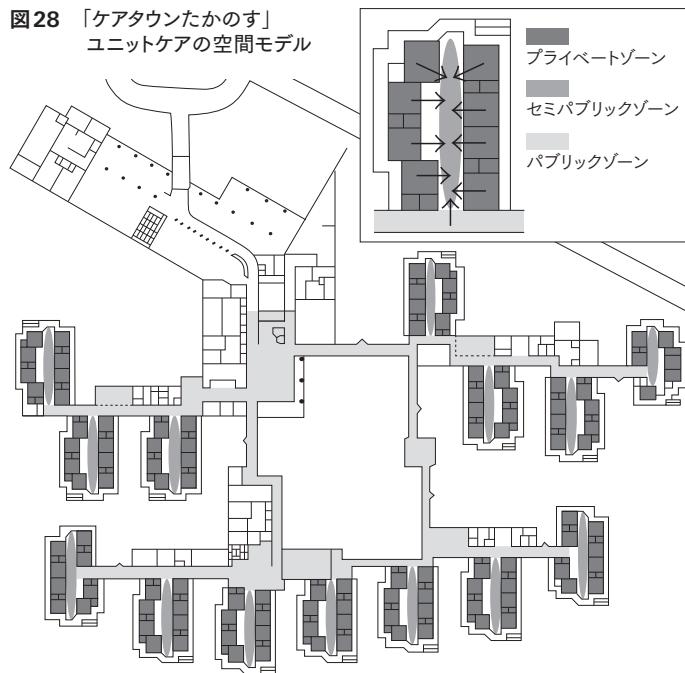 図28 「ケアタウンたかのす」
ユニットケアの空間モデル
プライベートゾーン
セミパブリックゾーン
パブリックゾーン